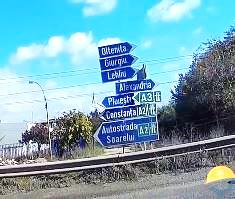 Oltenița
Giurgiu
Lehliu
Alexandria
Ploiești A3
Constanța A2
Autostrada A2
Soarelui